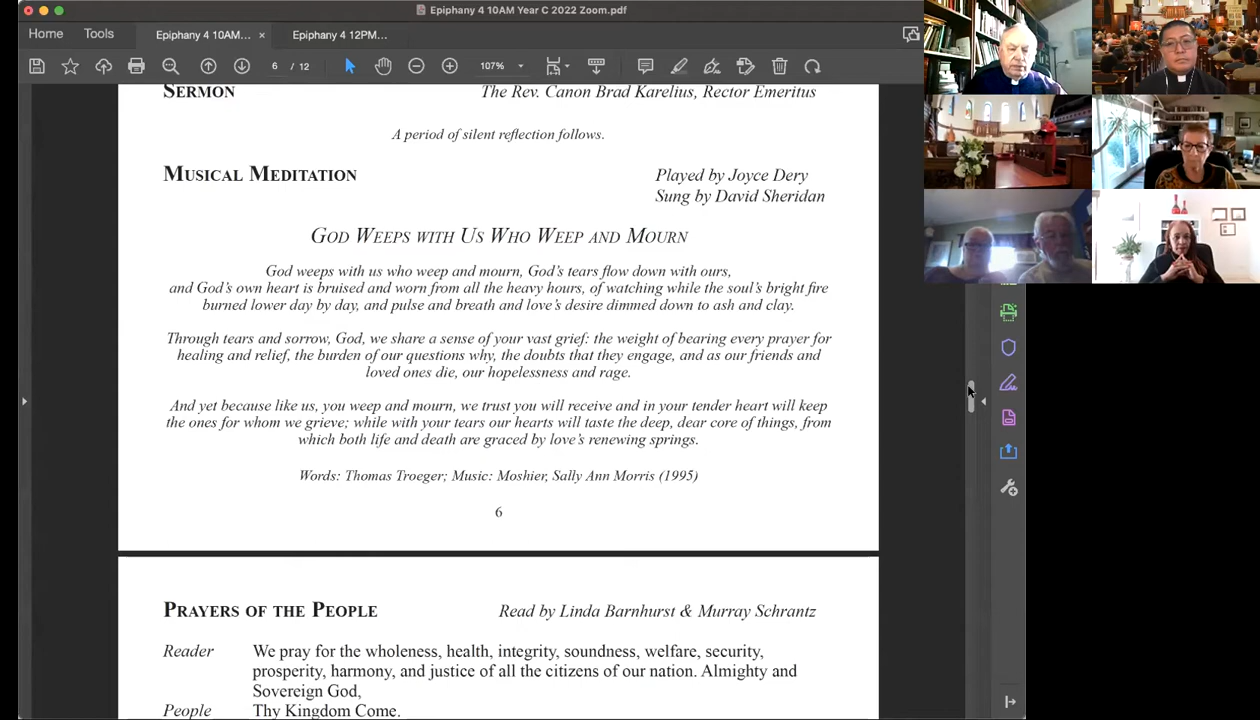 Epiphany 4 10AM Year C 2022 Zoom.pdf
Home Tools Epiphany 4 10AM... × Epiphany 4 12PM...
6 / 12 107%
SERMON The Rev. Canon Brad Karelius, Rector Emeritus
A period of silent reflection follows.
MUSICAL MEDITATION Played by Joyce Dery
Sung by David Sheridan
GOD WEEPS WITH US WHO WEEP AND MOURN
God weeps with us who weep and mourn, God's tears flow down with ours,
and God's own heart is bruised and worn from all the heavy hours, of watching while the soul's bright fire
burned lower day by day, and pulse and breath and love's desire dimmed down to ash and clay.
Through tears and sorrow, God, we share a sense of your vast grief: the weight of bearing every prayer for
healing and relief, the burden of our questions why, the doubts that they engage, and as our friends and
loved ones die, our hopelessness and rage.
And yet because like us, you weep and mourn, we trust you will receive and in your tender heart will keep
the ones for whom we grieve; while with your tears our hearts will taste the deep, dear core of things, from
which both life and death are graced by love's renewing springs.
Words: Thomas Troeger; Music: Moshier, Sally Ann Morris (1995)
6
PRAYERS OF THE PEOPLE Read by Linda Barnhurst & Murray Schrantz
Reader We pray for the wholeness, health, integrity, soundness, welfare, security,
prosperity, harmony, and justice of all the citizens of our nation. Almighty and
Sovereign God,
People Thy Kingdom Come.